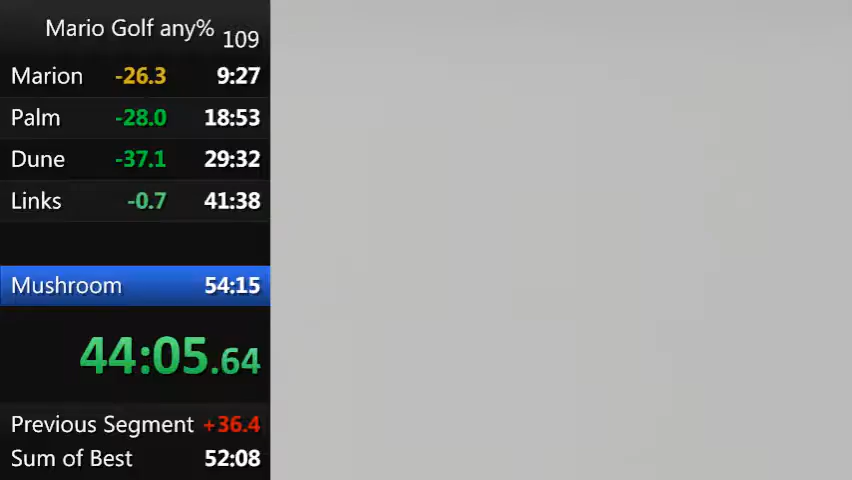 Mario Golf any% 109
Marion -26.3 9:27
Palm -28.0 18:53
Dune -37.1 29:32
Links -0.7 41:38
Mushroom 54:15
44:05.64
Previous Segment +36.4
Sum of Best 52:08